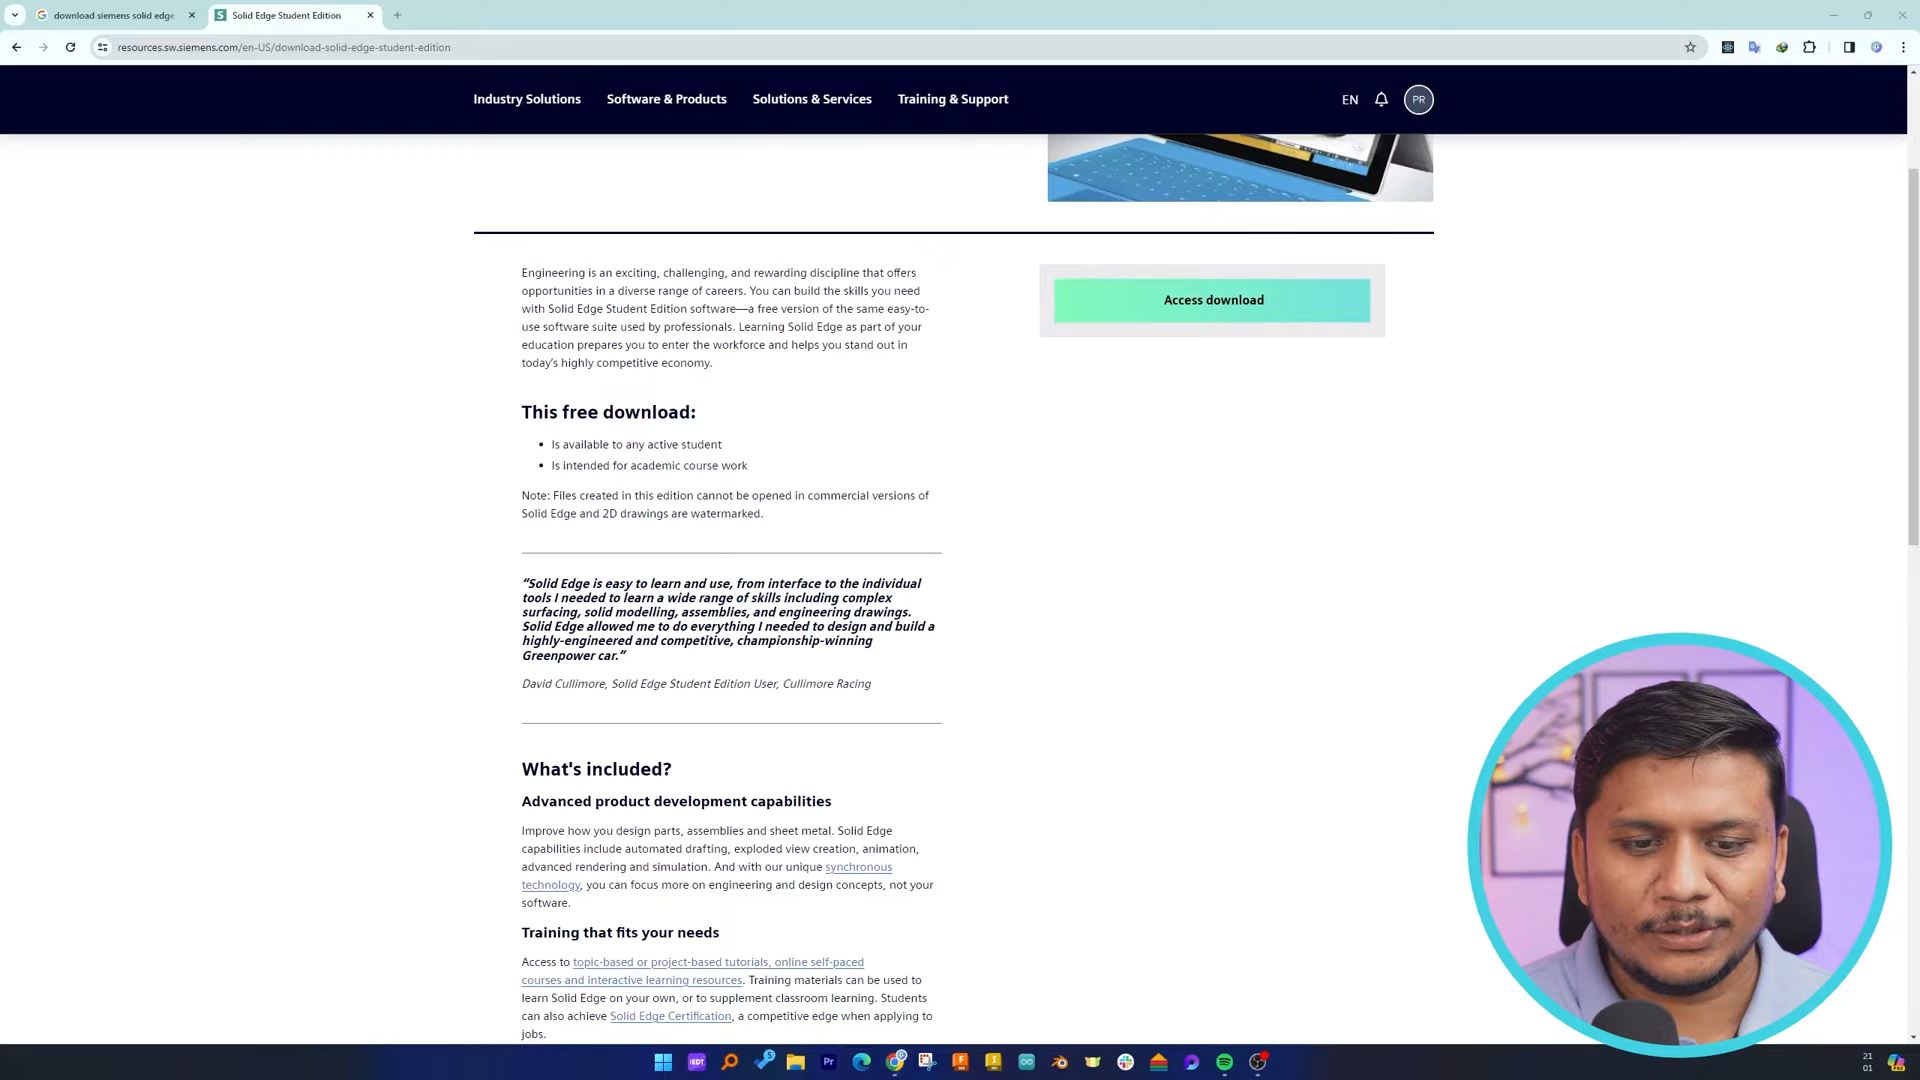 download siemens solid edge
Solid Edge Student Edition
resources.sw.siemens.com/en-US/download-solid-edge-student-edition
Industry Solutions
Software & Products
Solutions & Services
Training & Support
EN
PR
Engineering is an exciting, challenging, and rewarding discipline that offers
opportunities in a diverse range of careers. You can build the skills you need
with Solid Edge Student Edition software—a free version of the same easy-to-
use software suite used by professionals. Learning Solid Edge as part of your
education prepares you to enter the workforce and helps you stand out in
today's highly competitive economy.
Access download
This free download:
• Is available to any active student
• Is intended for academic course work
Note: Files created in this edition cannot be opened in commercial versions of
Solid Edge and 2D drawings are watermarked.
“Solid Edge is easy to learn and use, from interface to the individual
tools I needed to learn a wide range of skills including complex
surfacing, solid modelling, assemblies, and engineering drawings.
Solid Edge allowed me to do everything I needed to design and build a
highly-engineered and competitive, championship-winning
Greenpower car.”
David Cullimore, Solid Edge Student Edition User, Cullimore Racing
What's included?
Advanced product development capabilities
Improve how you design parts, assemblies and sheet metal. Solid Edge
capabilities include automated drafting, exploded view creation, animation,
advanced rendering and simulation. And with our unique synchronous
technology, you can focus more on engineering and design concepts, not your
software.
Training that fits your needs
Access to topic-based or project-based tutorials, online self-paced
courses and interactive learning resources. Training materials can be used to
learn Solid Edge on your own, or to supplement classroom learning. Students
can also achieve Solid Edge Certification, a competitive edge when applying to
jobs.
IEDT
Pr
21
01